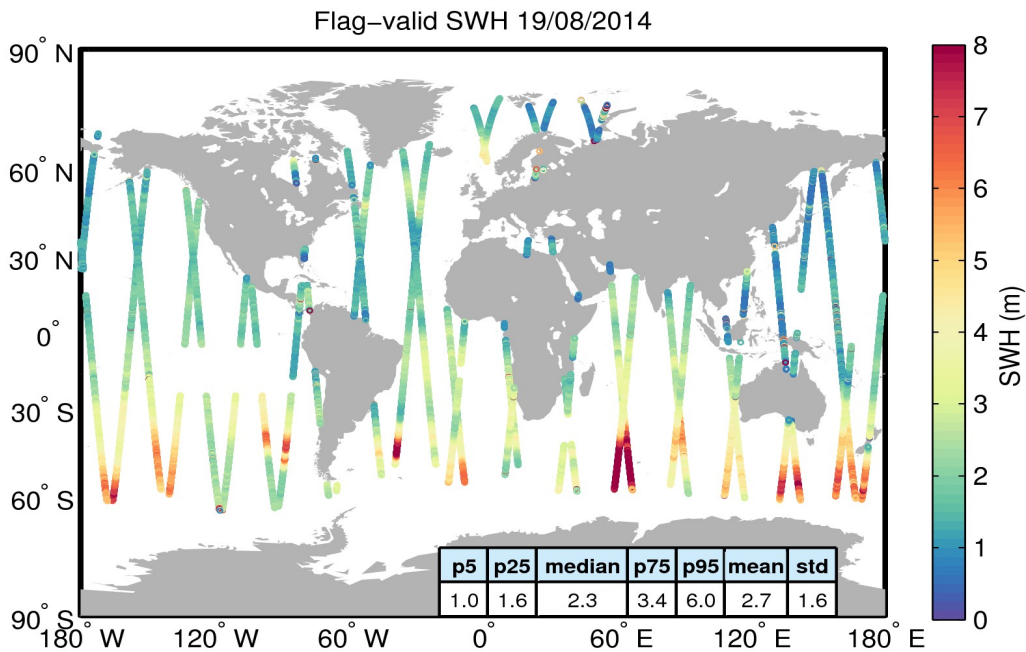 Flag−valid SWH 19/08/2014
90° N
60° N
30° N
0°
30° S
60° S
90° S
180° W
120° W
60° W
0°
60° E
120° E
180° E
p5 p25 median p75 p95 mean std
1.0 1.6 2.3 3.4 6.0 2.7 1.6
8
7
6
5
4
3
2
1
0
SWH (m)